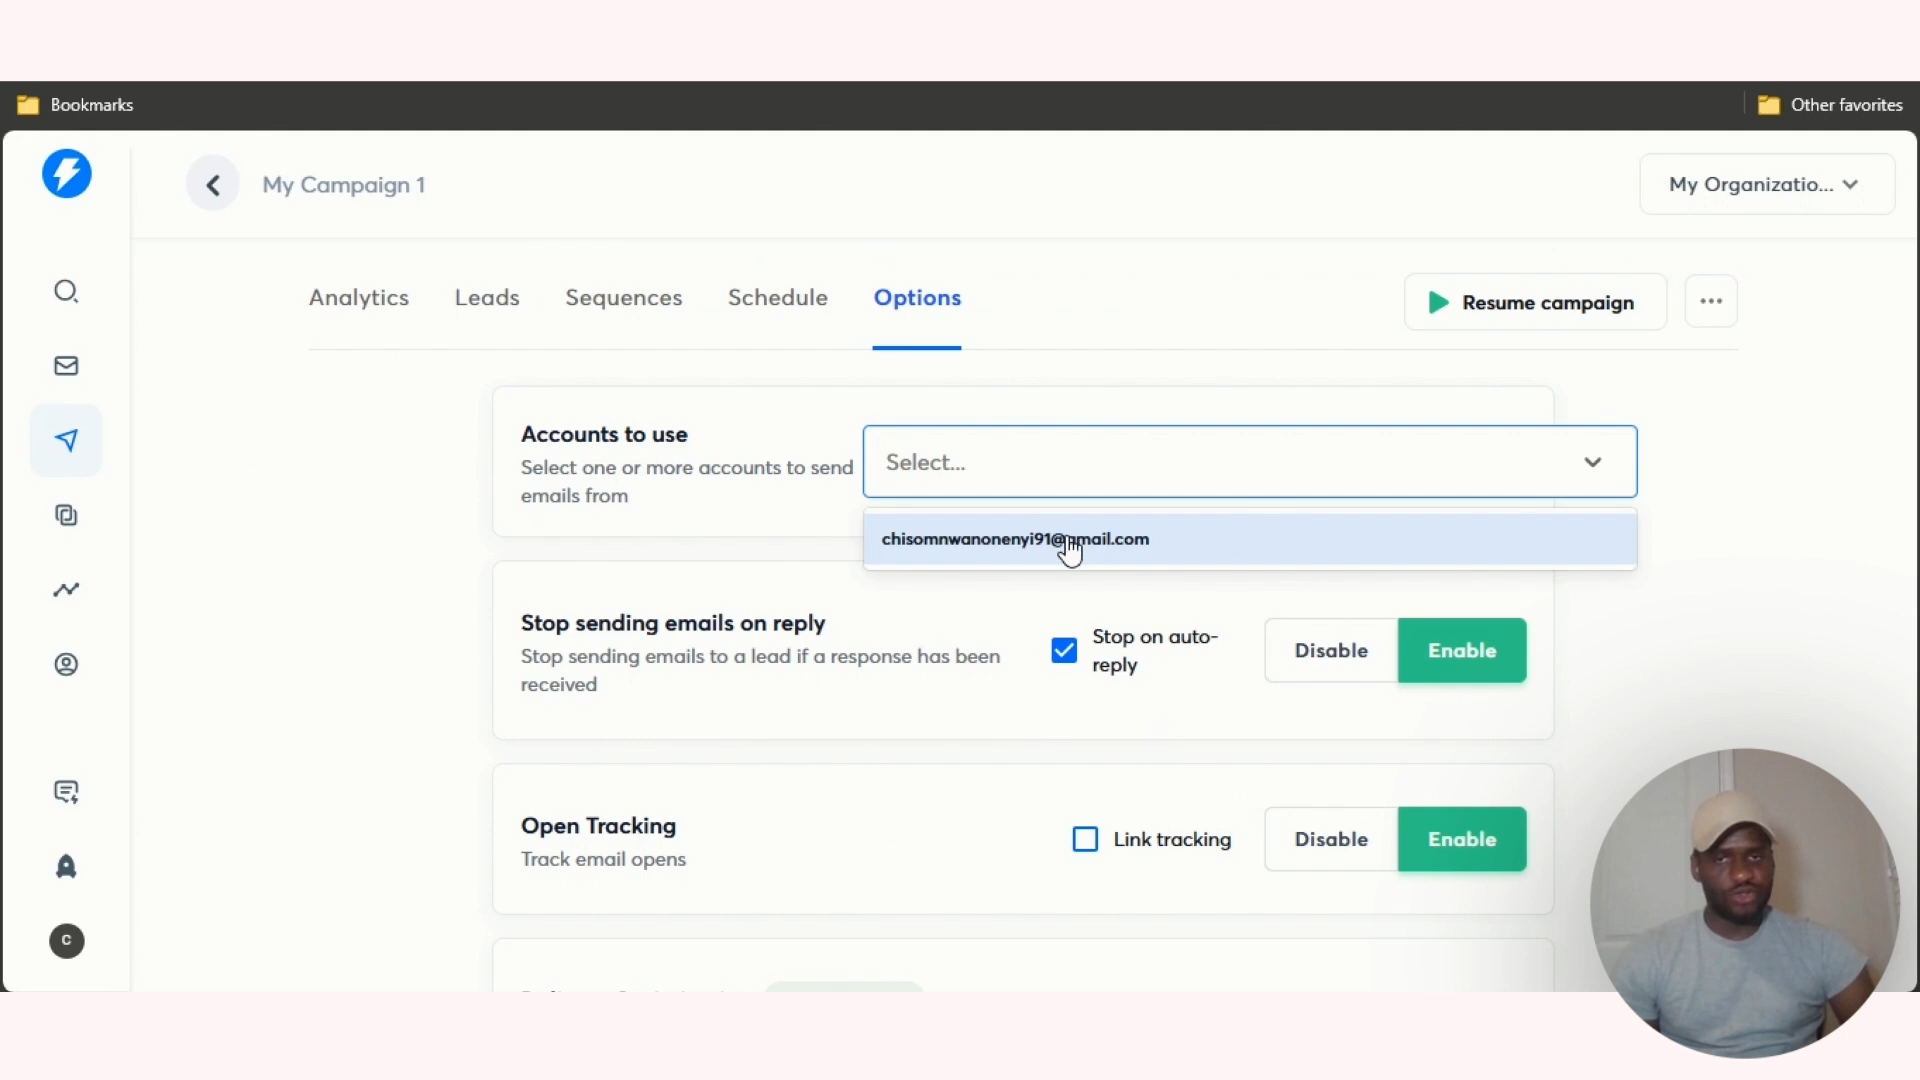 Bookmarks
Other favorites
My Campaign 1
My Organizatio...
Analytics
Leads
Sequences
Schedule
Options
Resume campaign
Accounts to use
Select one or more accounts to send
emails from
Select...
chisomnwanonenyi91@gmail.com
Stop sending emails on reply
Stop sending emails to a lead if a response has been
received
Stop on auto-
reply
Disable
Enable
Open Tracking
Track email opens
Link tracking
Disable
Enable
C